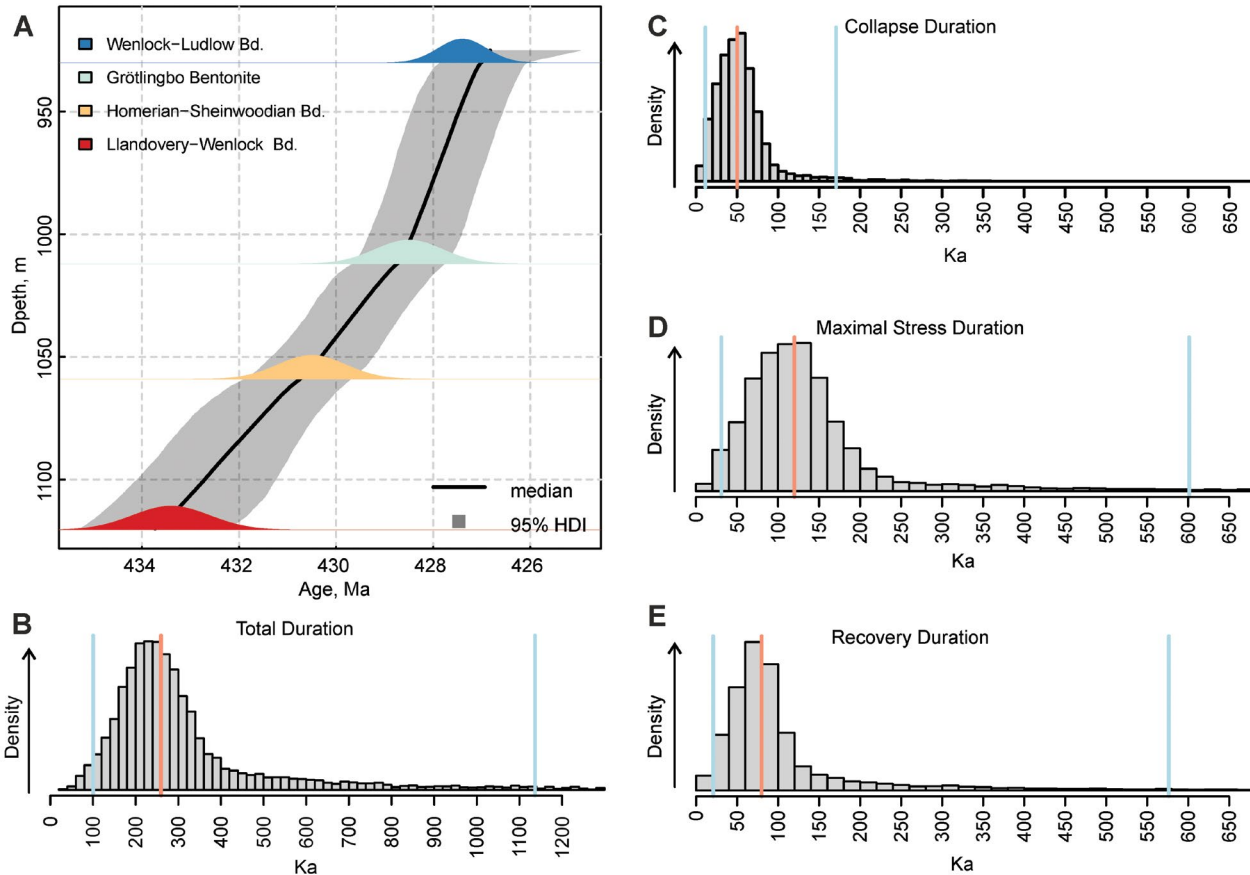 A
Wenlock–Ludlow Bd.
Grötlingbo Bentonite
Homerian–Sheinwoodian Bd.
Llandovery–Wenlock Bd.
950
1000
1050
1100
Dpeth, m
median
95% HDI
434 432 430 428 426
Age, Ma
B
Total Duration
Density
0 100 200 300 400 500 600 700 800 900 1000 1100 1200
Ka
C
Collapse Duration
Density
0 50 100 150 200 250 300 350 400 450 500 550 600 650
Ka
D
Maximal Stress Duration
Density
0 50 100 150 200 250 300 350 400 450 500 550 600 650
Ka
E
Recovery Duration
Density
0 50 100 150 200 250 300 350 400 450 500 550 600 650
Ka